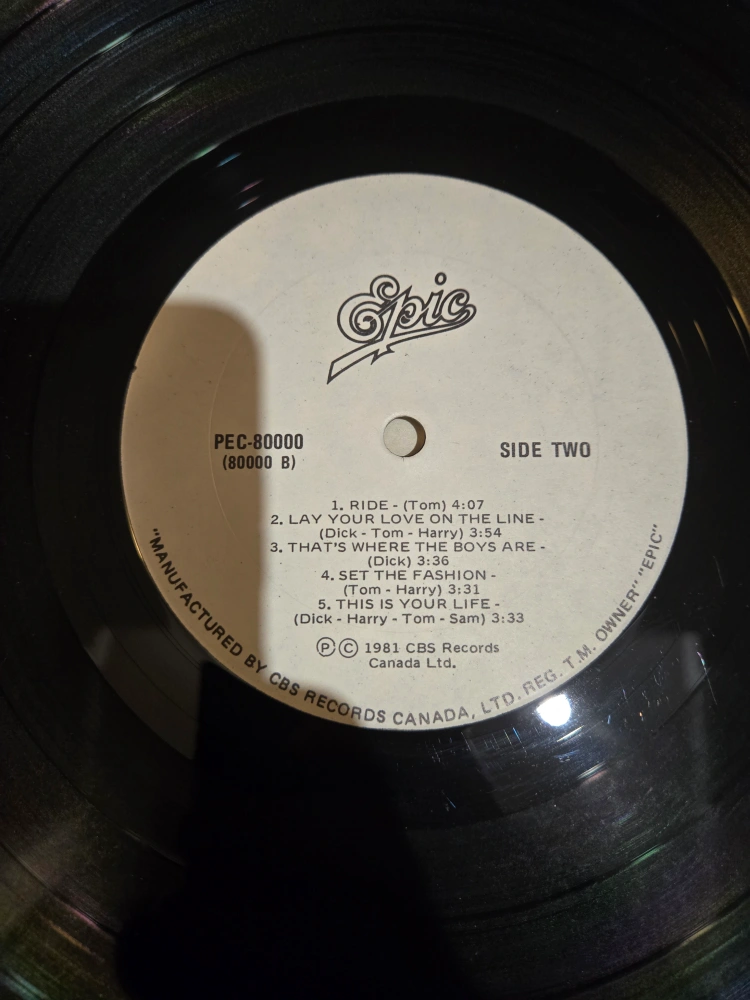 Epic
PEC-80000
(80000 B)
SIDE TWO
1. RIDE - (Tom) 4:07
2. LAY YOUR LOVE ON THE LINE -
(Dick - Tom - Harry) 3:54
3. THAT'S WHERE THE BOYS ARE -
(Dick) 3:36
4. SET THE FASHION -
(Tom - Harry) 3:31
5. THIS IS YOUR LIFE -
(Dick - Harry - Tom - Sam) 3:33
Ⓟ Ⓒ 1981 CBS Records
Canada Ltd.
"MANUFACTURED BY CBS RECORDS CANADA, LTD. REG. T.M. OWNER" "EPIC"